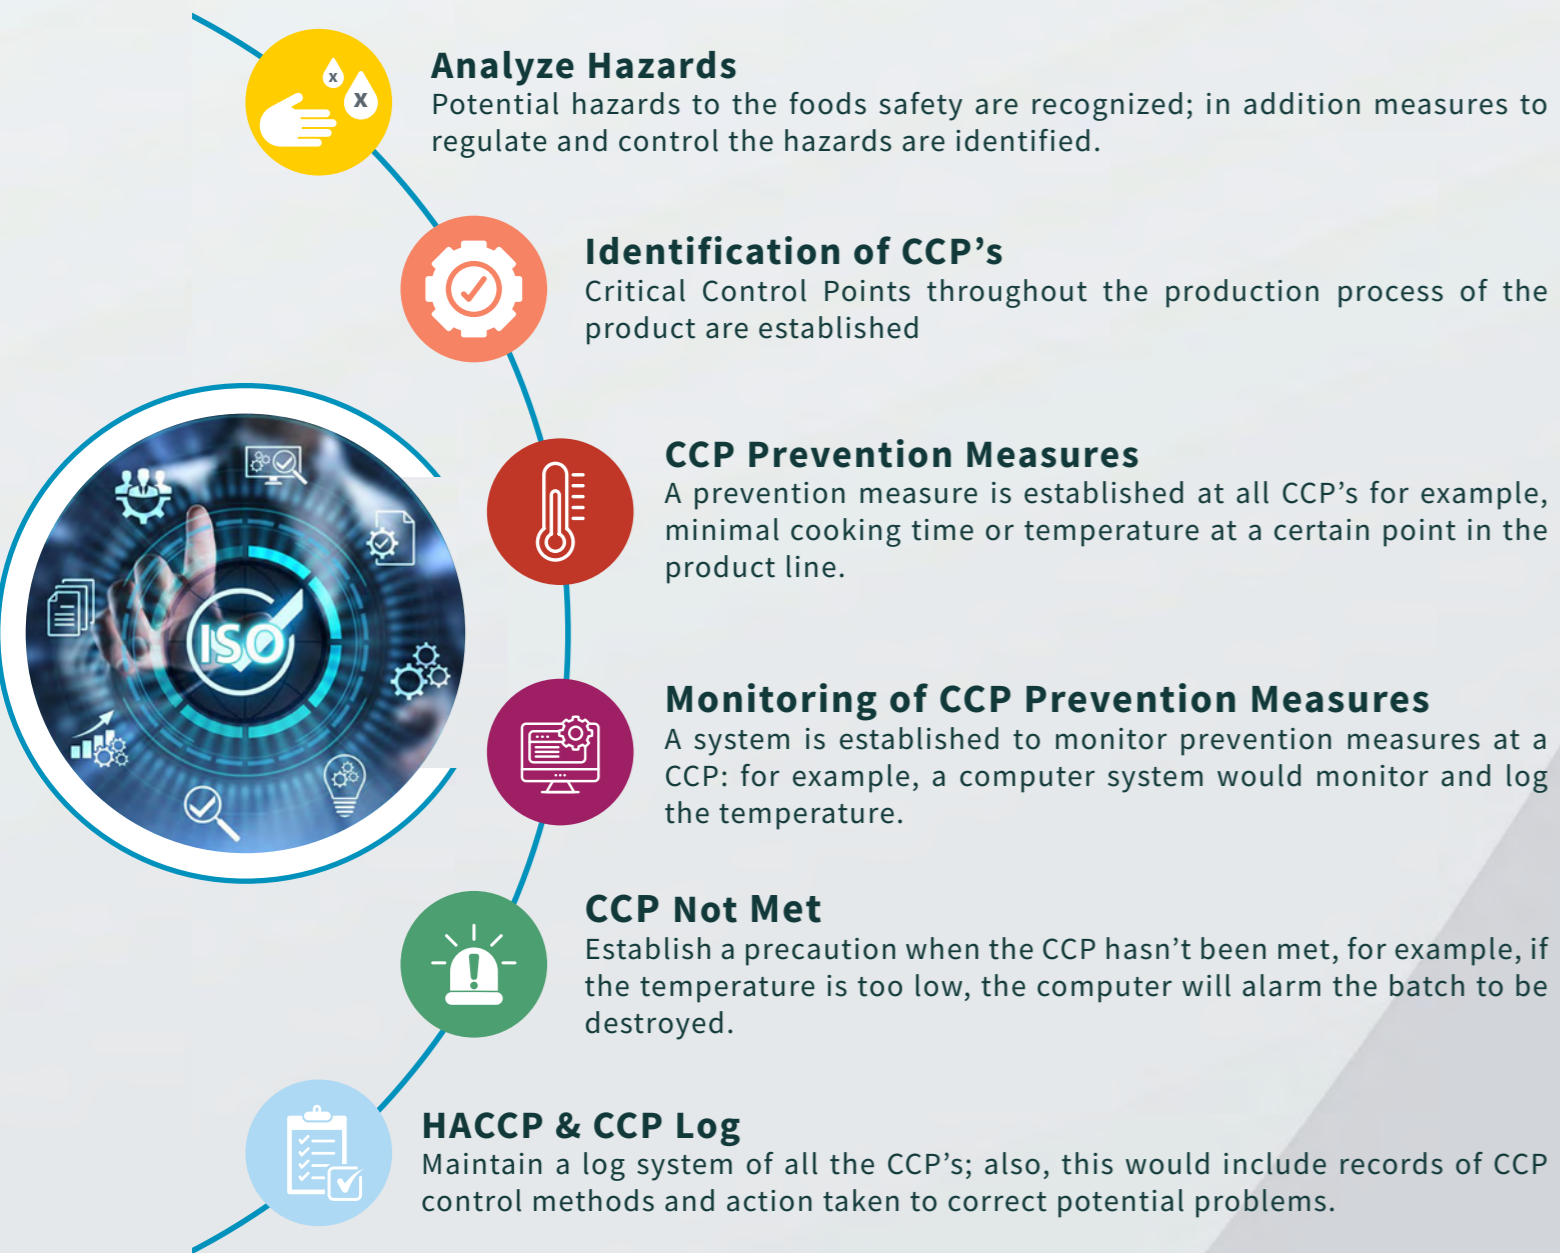 x
x
Analyze Hazards
Potential hazards to the foods safety are recognized; in addition measures to
regulate and control the hazards are identified.
Identification of CCP’s
Critical Control Points throughout the production process of the
product are established
CCP Prevention Measures
A prevention measure is established at all CCP’s for example,
minimal cooking time or temperature at a certain point in the
product line.
ISO
Monitoring of CCP Prevention Measures
A system is established to monitor prevention measures at a
CCP: for example, a computer system would monitor and log
the temperature.
CCP Not Met
Establish a precaution when the CCP hasn’t been met, for example, if
the temperature is too low, the computer will alarm the batch to be
destroyed.
HACCP & CCP Log
Maintain a log system of all the CCP’s; also, this would include records of CCP
control methods and action taken to correct potential problems.